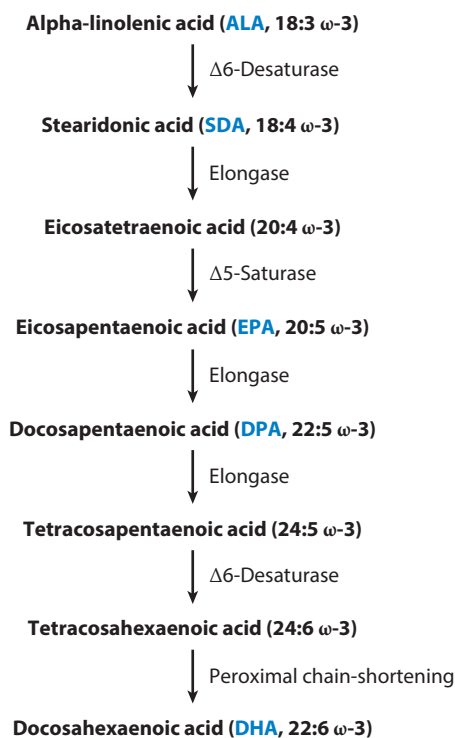 Alpha-linolenic acid (ALA, 18:3 ω-3)
Δ6-Desaturase
Stearidonic acid (SDA, 18:4 ω-3)
Elongase
Eicosatetraenoic acid (20:4 ω-3)
Δ5-Saturase
Eicosapentaenoic acid (EPA, 20:5 ω-3)
Elongase
Docosapentaenoic acid (DPA, 22:5 ω-3)
Elongase
Tetracosapentaenoic acid (24:5 ω-3)
Δ6-Desaturase
Tetracosahexaenoic acid (24:6 ω-3)
Peroximal chain-shortening
Docosahexaenoic acid (DHA, 22:6 ω-3)